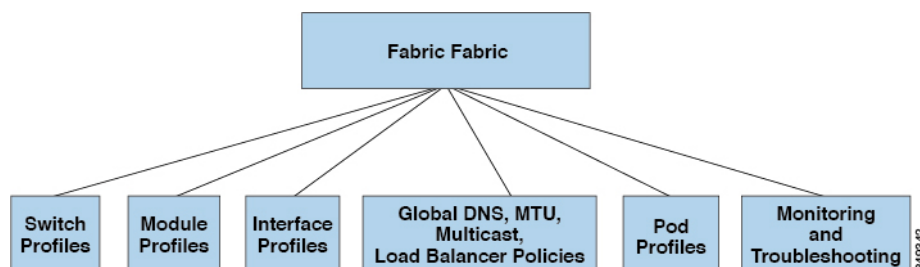 Fabric Fabric
Switch
Profiles
Module
Profiles
Interface
Profiles
Global DNS, MTU,
Multicast,
Load Balancer Policies
Pod
Profiles
Monitoring
and
Troubleshooting